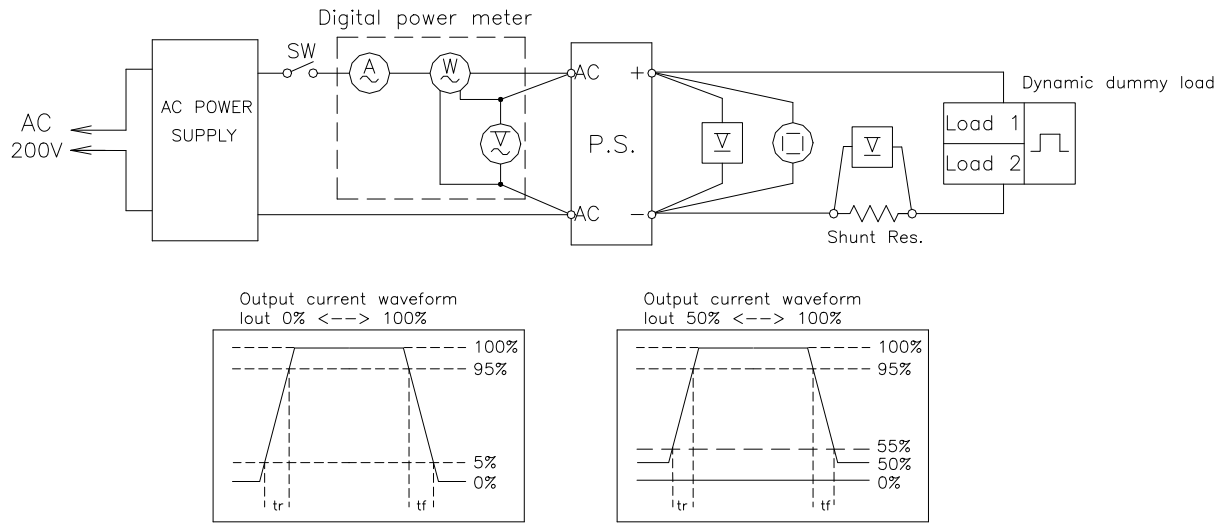 Digital power meter
SW
A
W
V
AC POWER
SUPPLY
AC
200V
AC
AC
P.S.
+
−
V
V
Shunt Res.
Dynamic dummy load
Load 1
Load 2
Output current waveform
Iout 0% <--> 100%
100%
95%
5%
0%
tr
tf
Output current waveform
Iout 50% <--> 100%
100%
95%
55%
50%
0%
tr
tf